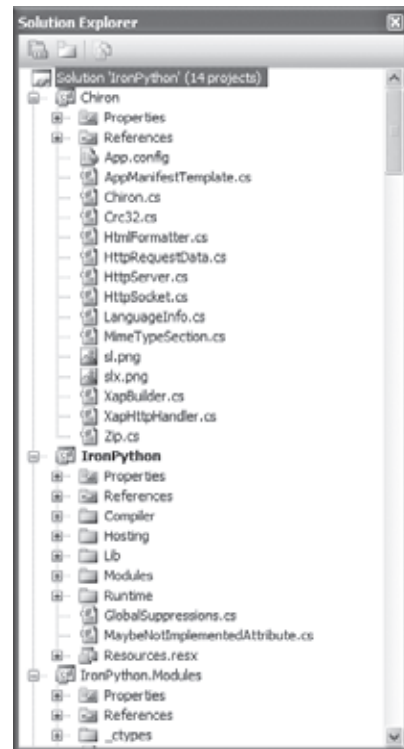 Solution Explorer
Solution 'IronPython' (14 projects)
Chiron
Properties
References
App.config
AppManifestTemplate.cs
Chiron.cs
Crc32.cs
HtmlFormatter.cs
HttpRequestData.cs
HttpServer.cs
HttpSocket.cs
LanguageInfo.cs
MimeTypeSection.cs
sl.png
slx.png
XapBuilder.cs
XapHttpHandler.cs
Zip.cs
IronPython
Properties
References
Compiler
Hosting
Lib
Modules
Runtime
GlobalSuppressions.cs
MaybeNotImplementedAttribute.cs
Resources.resx
IronPython.Modules
Properties
References
_ctypes